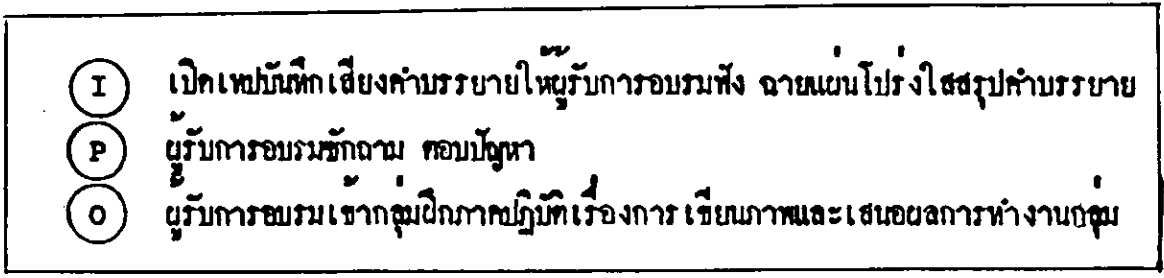 I เปิดเทปบันทึกเสียงคำบรรยายให้ผู้รับการอบรมฟัง ฉายแผ่นโปร่งใสสรุปคำบรรยาย
P ผู้รับการอบรมซักถาม ตอบปัญหา
O ผู้รับการอบรมเข้ากลุ่มฝึกภาคปฏิบัติเรื่องการเขียนภาพและเสนอผลการทำงานกลุ่ม